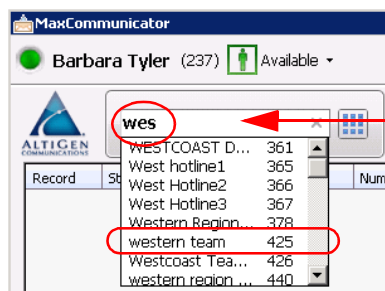 MaxCommunicator
Barbara Tyler (237) Available
wes
ALTIGEN
COMMUNICATIONS
WESTCOAST D... 361
West hotline1 365
West Hotline2 366
West Hotline3 367
Western Region... 378
western team 425
Westcoast Tea... 426
western region ... 440
Record St Num